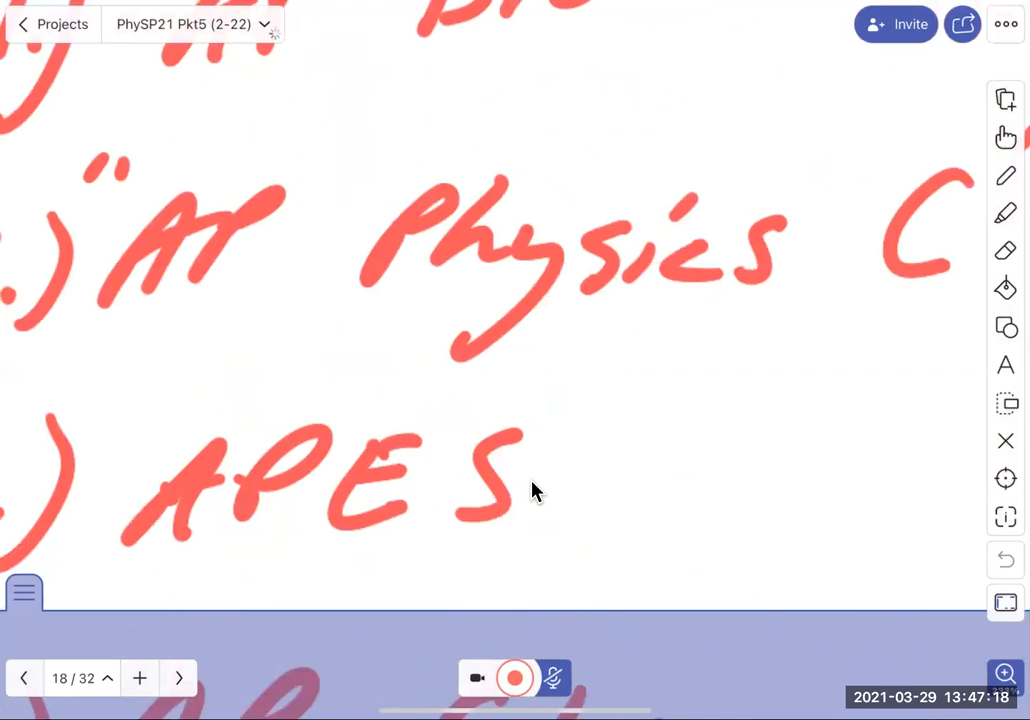 Projects PhySP21 Pkt5 (2-22) Invite
) "AP Physics C
) APES
18 / 32
2021-03-29 13:47:18